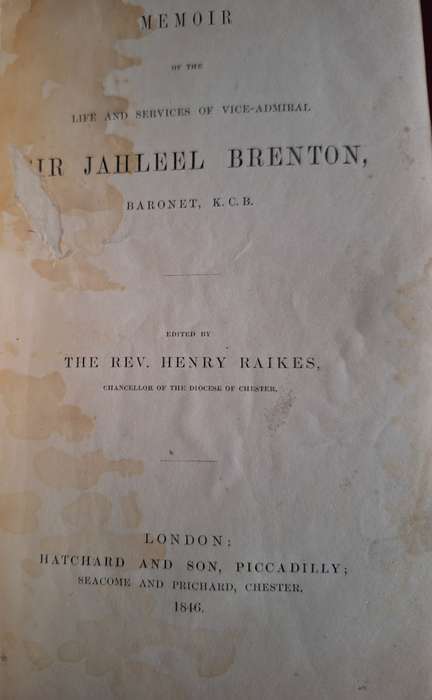 MEMOIR
OF THE
LIFE AND SERVICES OF VICE-ADMIRAL
SIR JAHLEEL BRENTON,
BARONET, K.C.B.
EDITED BY
THE REV. HENRY RAIKES,
CHANCELLOR OF THE DIOCESE OF CHESTER.
LONDON:
HATCHARD AND SON, PICCADILLY;
SEACOME AND PRICHARD, CHESTER.
1846.